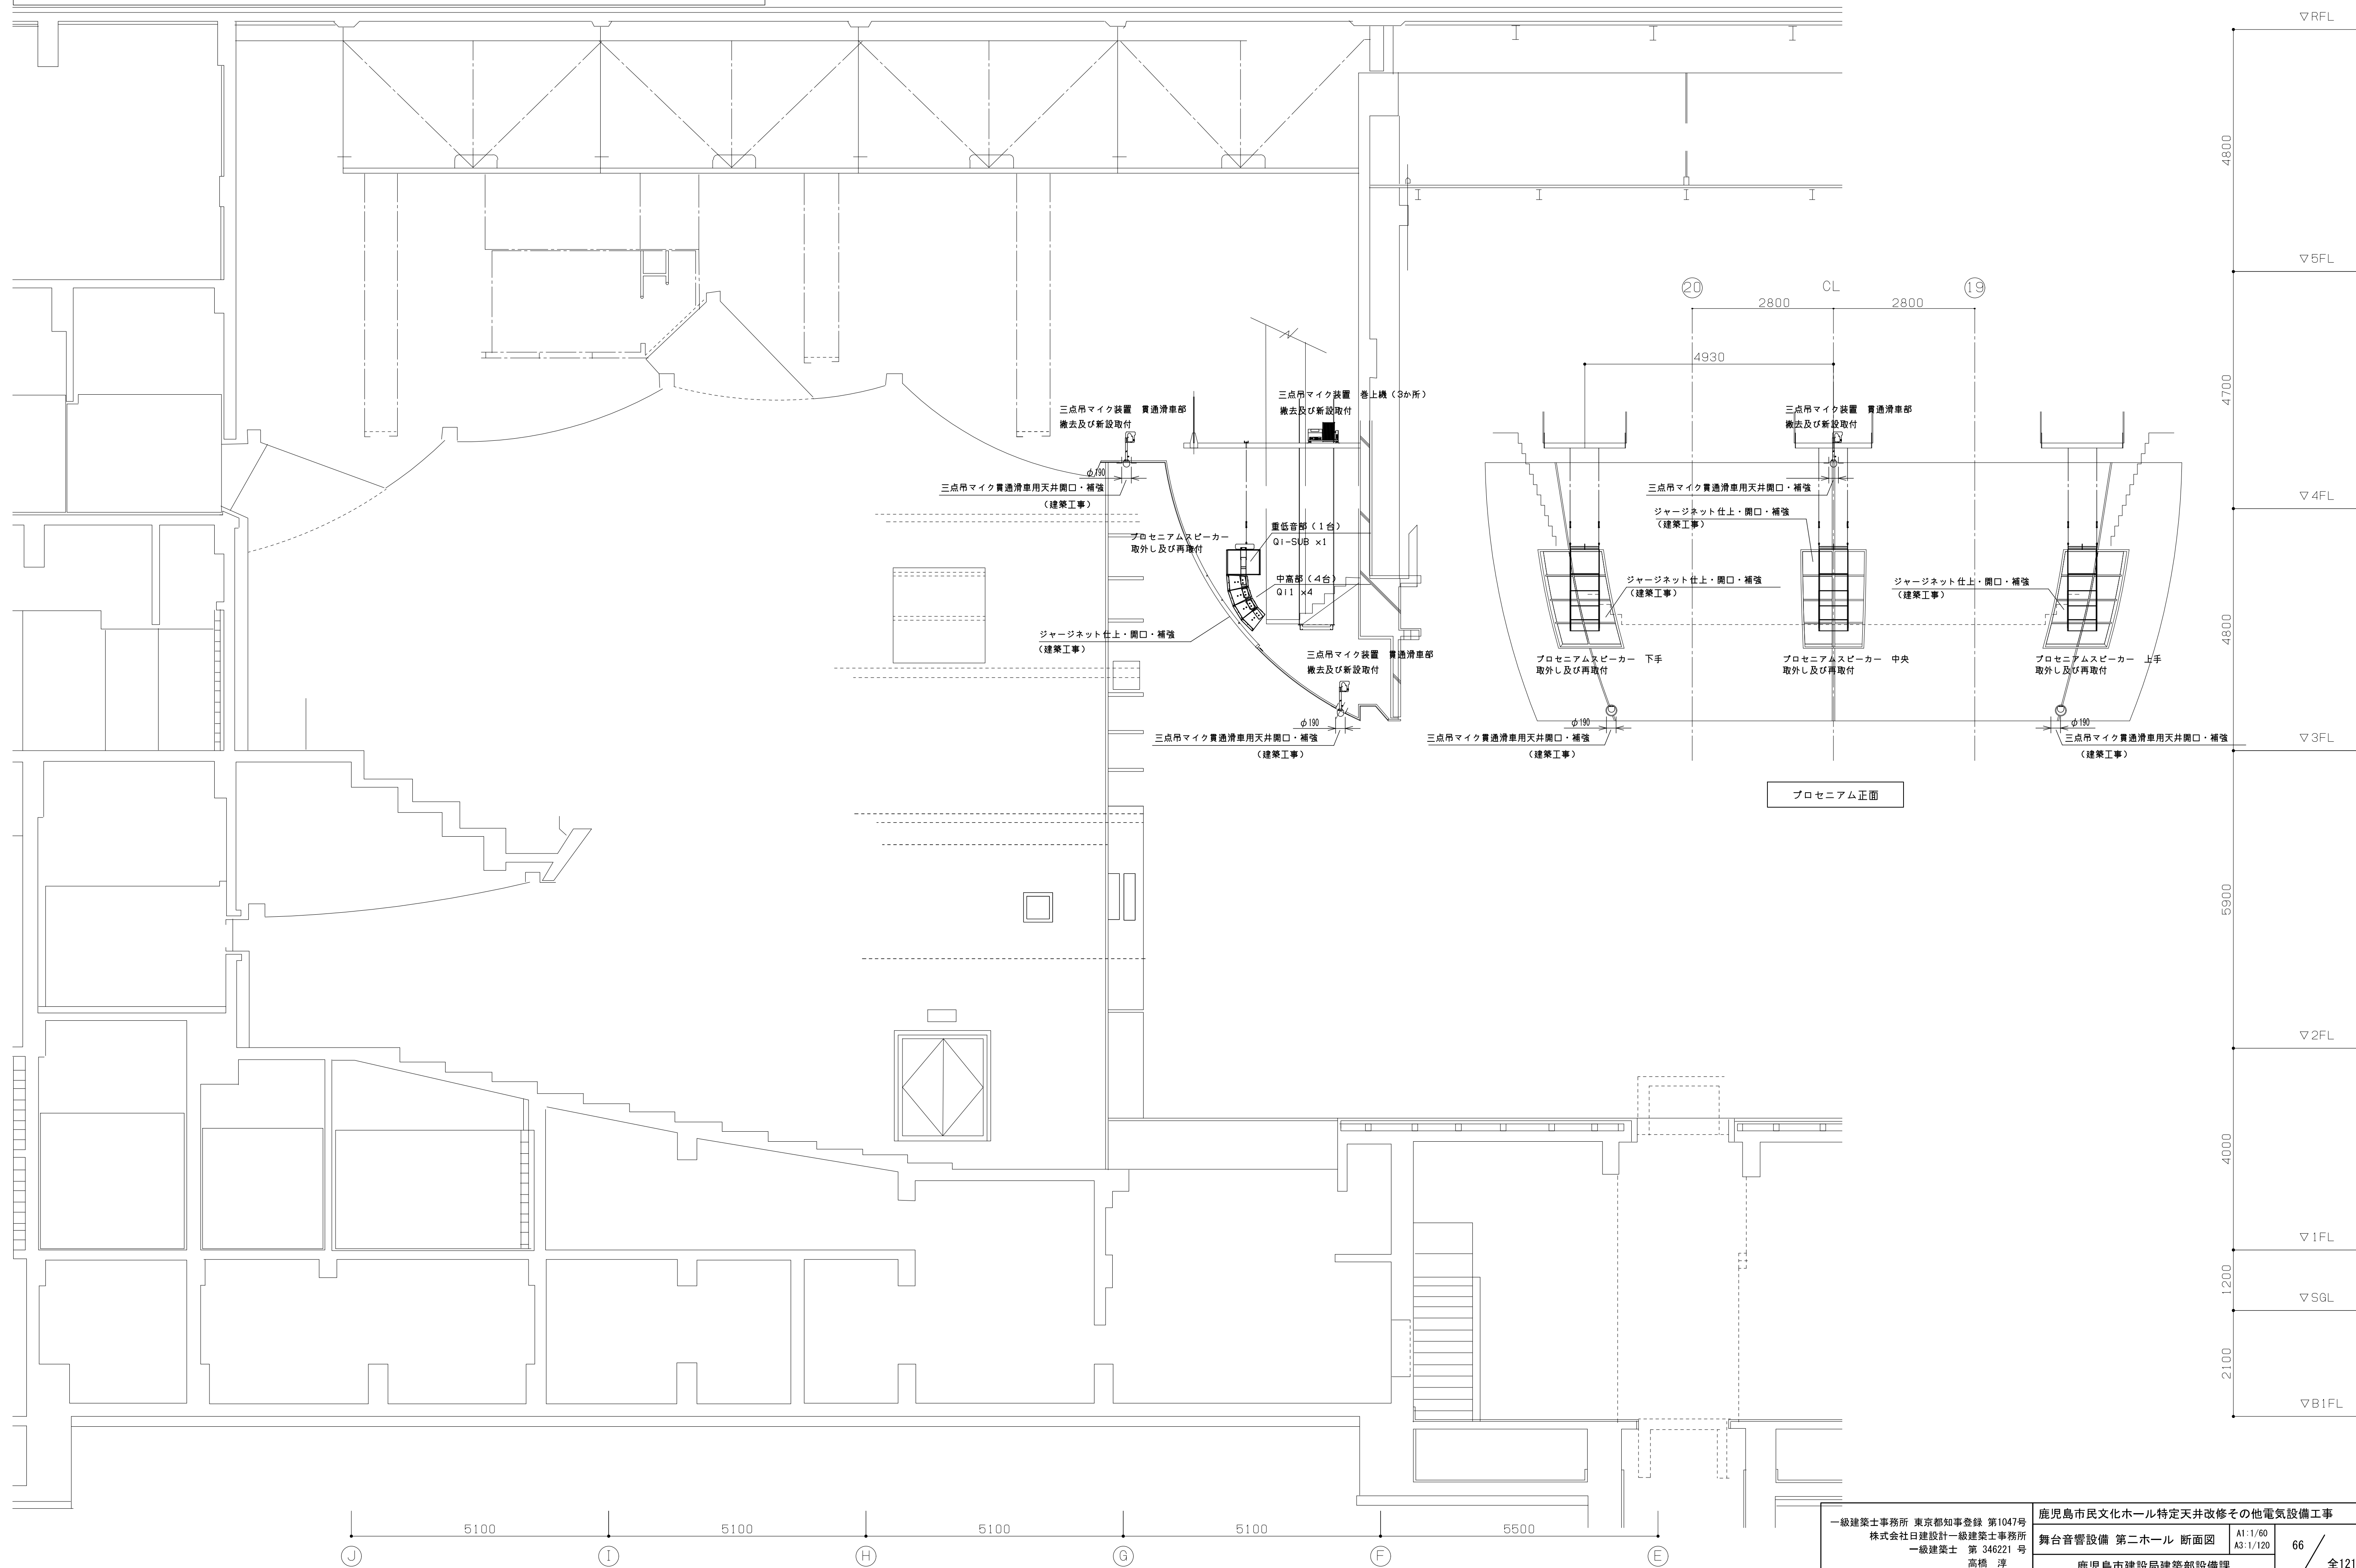 ▽RFL
4800
▽5FL
4700
▽4FL
4800
▽3FL
5900
▽2FL
4000
▽1FL
1200
▽SGL
2100
▽B1FL
20
CL
19
2800
2800
4930
三点吊マイク装置　貫通滑車部
撤去及び新設取付
三点吊マイク装置　巻上機（3か所）
撤去及び新設取付
φ190
三点吊マイク貫通滑車用天井開口・補強
（建築工事）
プロセニアムスピーカー
取外し及び再取付
重低音部（1台）
Qi-SUB x1
中高部（4台）
Qi1 x4
ジャージネット仕上・開口・補強
（建築工事）
三点吊マイク装置　貫通滑車部
撤去及び新設取付
φ190
三点吊マイク貫通滑車用天井開口・補強
（建築工事）
三点吊マイク装置　貫通滑車部
撤去及び新設取付
三点吊マイク貫通滑車用天井開口・補強
ジャージネット仕上・開口・補強
（建築工事）
ジャージネット仕上・開口・補強
（建築工事）
ジャージネット仕上・開口・補強
（建築工事）
プロセニアムスピーカー　下手
取外し及び再取付
プロセニアムスピーカー　中央
取外し及び再取付
プロセニアムスピーカー　上手
取外し及び再取付
φ190
三点吊マイク貫通滑車用天井開口・補強
（建築工事）
φ190
三点吊マイク貫通滑車用天井開口・補強
（建築工事）
プロセニアム正面
5100
5100
5100
5100
5500
J
I
H
G
F
E
一級建築士事務所 東京都知事登録 第1047号
株式会社日建設計一級建築士事務所
一級建築士　第 346221 号
高橋　淳
鹿児島市民文化ホール特定天井改修その他電気設備工事
舞台音響設備 第二ホール 断面図
A1:1/60
A3:1/120
66
全121
鹿児島市建設局建築部設備課